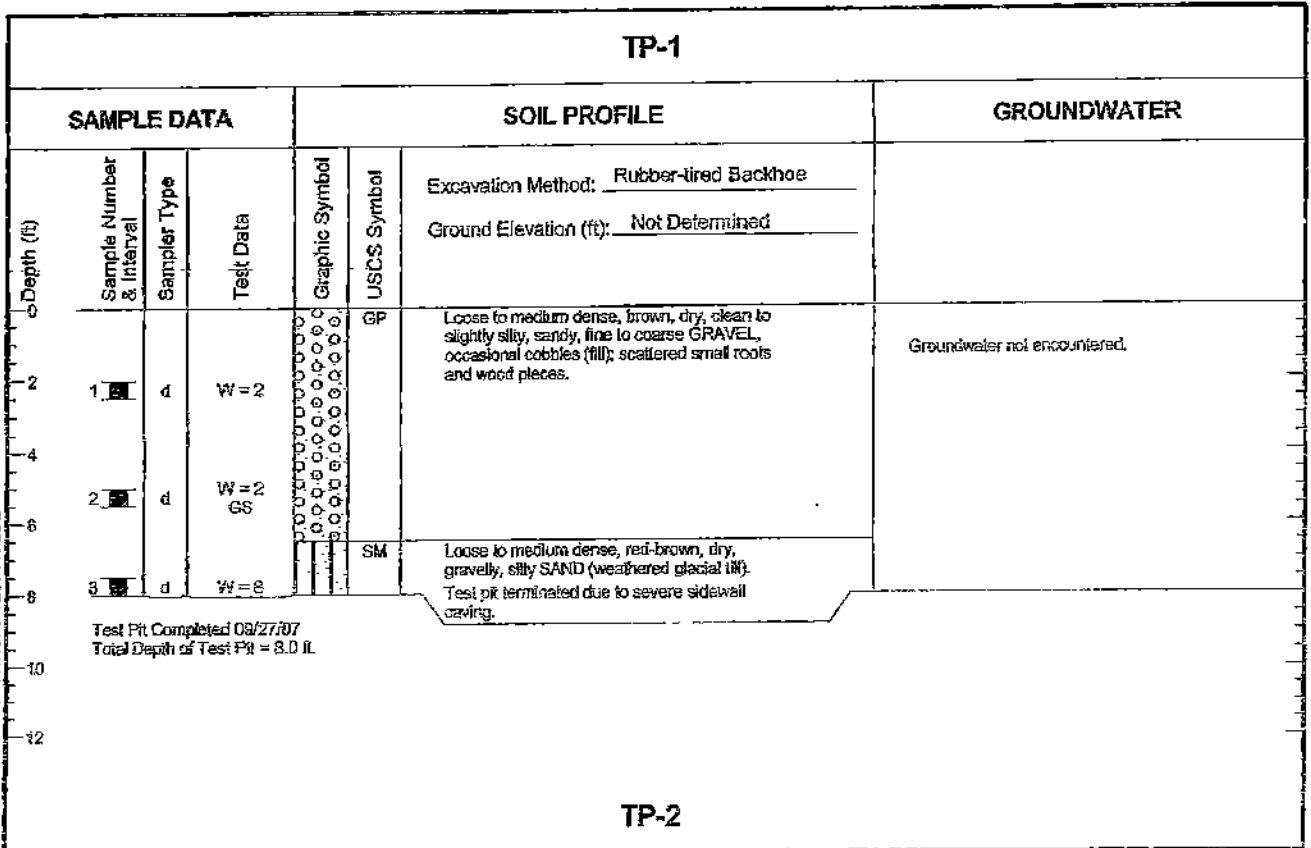 TP-1
SAMPLE DATA
SOIL PROFILE
GROUNDWATER
Depth (ft)
Sample Number
& Interval
Sampler Type
Test Data
Graphic Symbol
USCS Symbol
Excavation Method: Rubber-tired Backhoe
Ground Elevation (ft): Not Determined
0
GP
Loose to medium dense, brown, dry, clean to
slightly silty, sandy, fine to coarse GRAVEL,
occasional cobbles (fill); scattered small roots
and wood pieces.
Groundwater not encountered.
2
1 d W = 2
4
2 d W = 2
GS
6
SM
Loose to medium dense, red-brown, dry,
gravelly, silty SAND (weathered glacial till).
3 d W = 8
Test pit terminated due to severe sidewall
caving.
8
Test Pit Completed 09/27/07
Total Depth of Test Pit = 8.0 ft.
10
12
TP-2